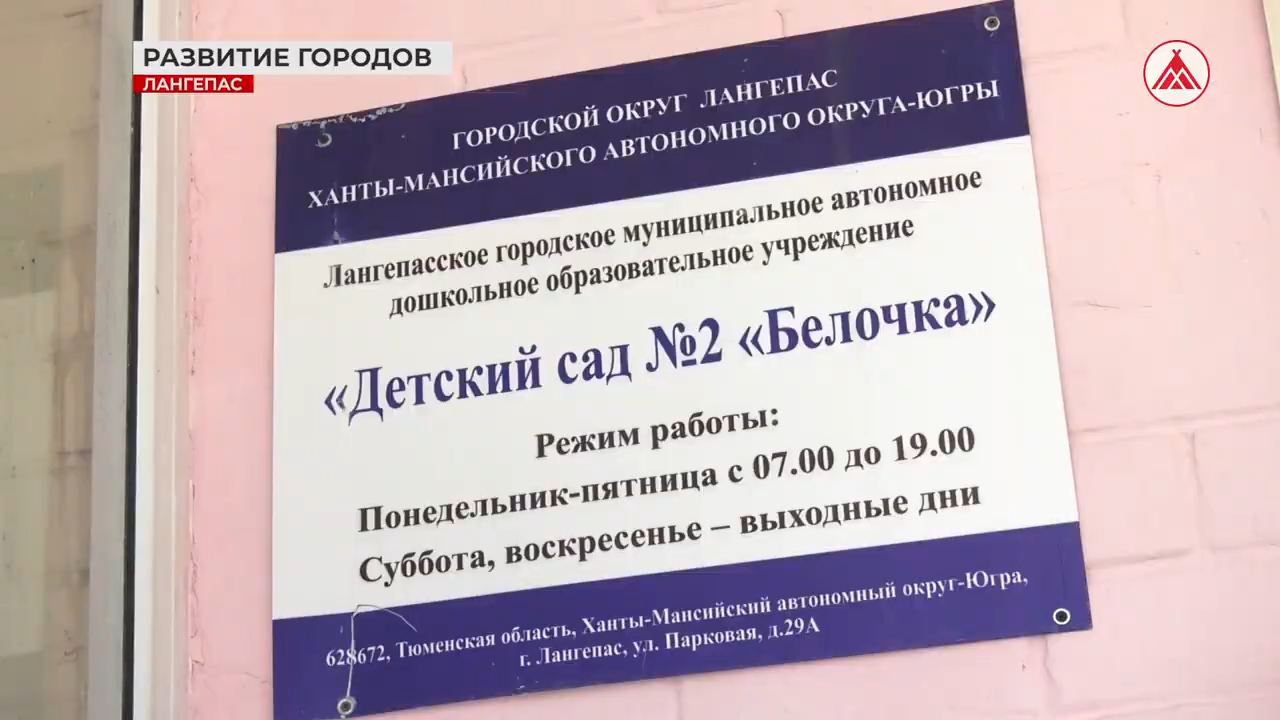 РАЗВИТИЕ ГОРОДОВ
ЛАНГЕПАС
ГОРОДСКОЙ ОКРУГ ЛАНГЕПАС
ХАНТЫ-МАНСИЙСКОГО АВТОНОМНОГО ОКРУГА-ЮГРЫ
Лангепасское городское муниципальное автономное
дошкольное образовательное учреждение
«Детский сад №2 «Белочка»
Режим работы:
Понедельник-пятница с 07.00 до 19.00
Суббота, воскресенье – выходные дни
628672, Тюменская область, Ханты-Мансийский автономный округ-Югра,
г. Лангепас, ул. Парковая, д.29А